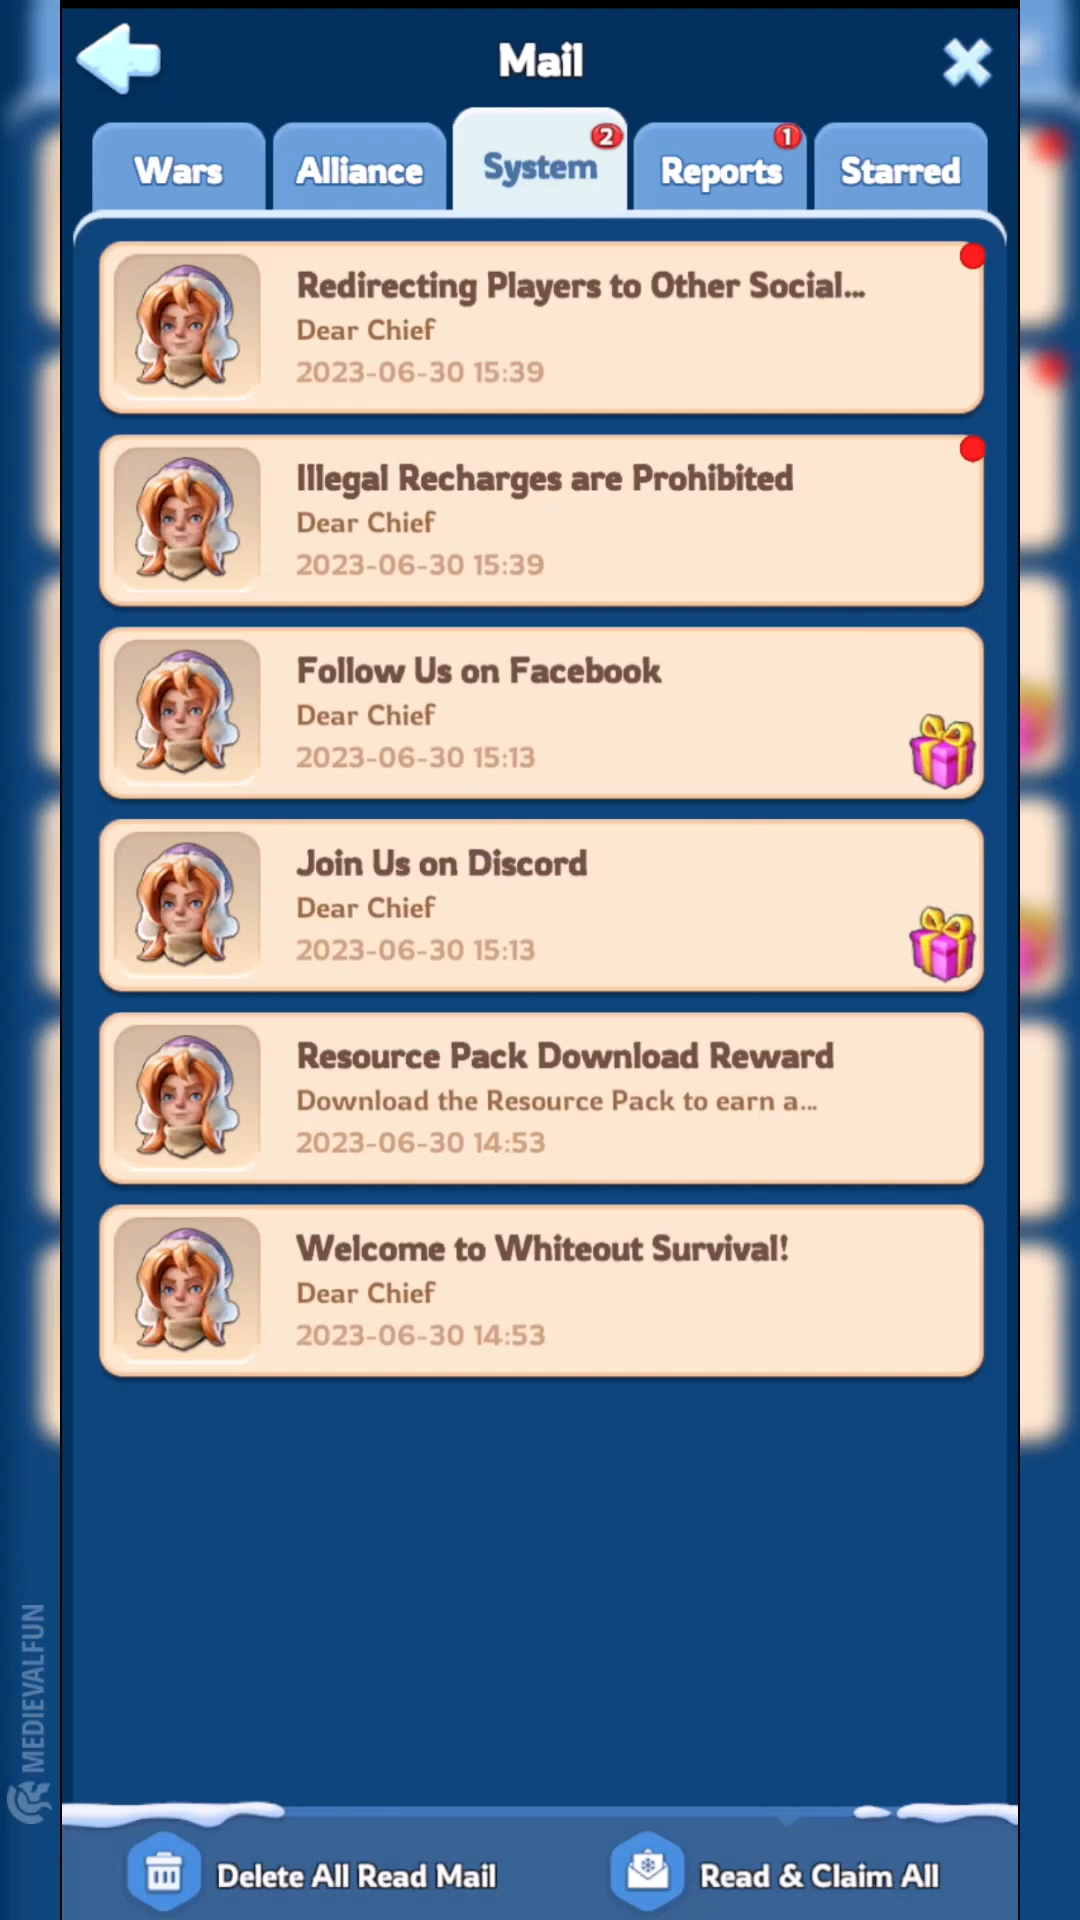 Mail
Wars
Alliance
System
2
Reports
1
Starred
Redirecting Players to Other Social...
Dear Chief
2023-06-30 15:39
Illegal Recharges are Prohibited
Dear Chief
2023-06-30 15:39
Follow Us on Facebook
Dear Chief
2023-06-30 15:13
Join Us on Discord
Dear Chief
2023-06-30 15:13
Resource Pack Download Reward
Download the Resource Pack to earn a...
2023-06-30 14:53
Welcome to Whiteout Survival!
Dear Chief
2023-06-30 14:53
MEDIEVALFUN
Delete All Read Mail
Read & Claim All